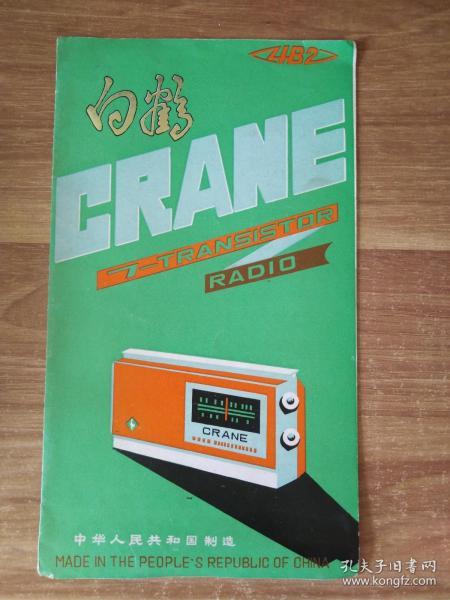 4B2
白鹤
CRANE
7-TRANSISTOR
RADIO
CRANE
中华人民共和国制造
MADE IN THE PEOPLE'S REPUBLIC OF CHINA
孔夫子旧书网
www.kongfz.com